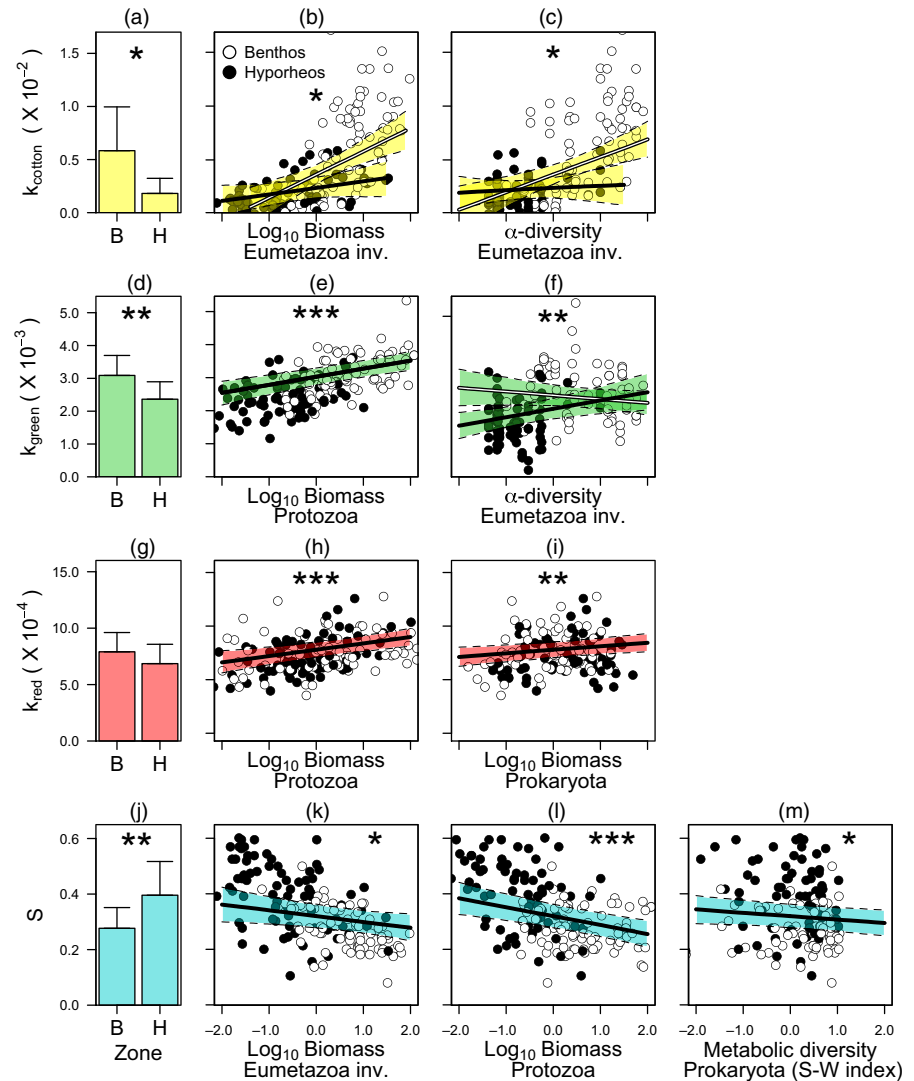 (a) (b) (c)
k_cotton ( X 10⁻²)
1.5
1.0
0.5
0.0
*
B H
Benthos
Hyporheos
*
Log₁₀ Biomass
Eumetazoa inv.
*
α-diversity
Eumetazoa inv.
(d) (e) (f)
k_green ( X 10⁻³)
5.0
4.0
3.0
2.0
1.0
0.0
**
B H
***
Log₁₀ Biomass
Protozoa
**
α-diversity
Eumetazoa inv.
(g) (h) (i)
k_red ( X 10⁻⁴)
15.0
10.0
5.0
0.0
B H
***
Log₁₀ Biomass
Protozoa
**
Log₁₀ Biomass
Prokaryota
(j) (k) (l) (m)
S
0.6
0.4
0.2
0.0
**
B H
Zone
*
−2.0 −1.0 0.0 1.0 2.0
Log₁₀ Biomass
Eumetazoa inv.
***
−2.0 −1.0 0.0 1.0 2.0
Log₁₀ Biomass
Protozoa
*
−2.0 −1.0 0.0 1.0 2.0
Metabolic diversity
Prokaryota (S-W index)